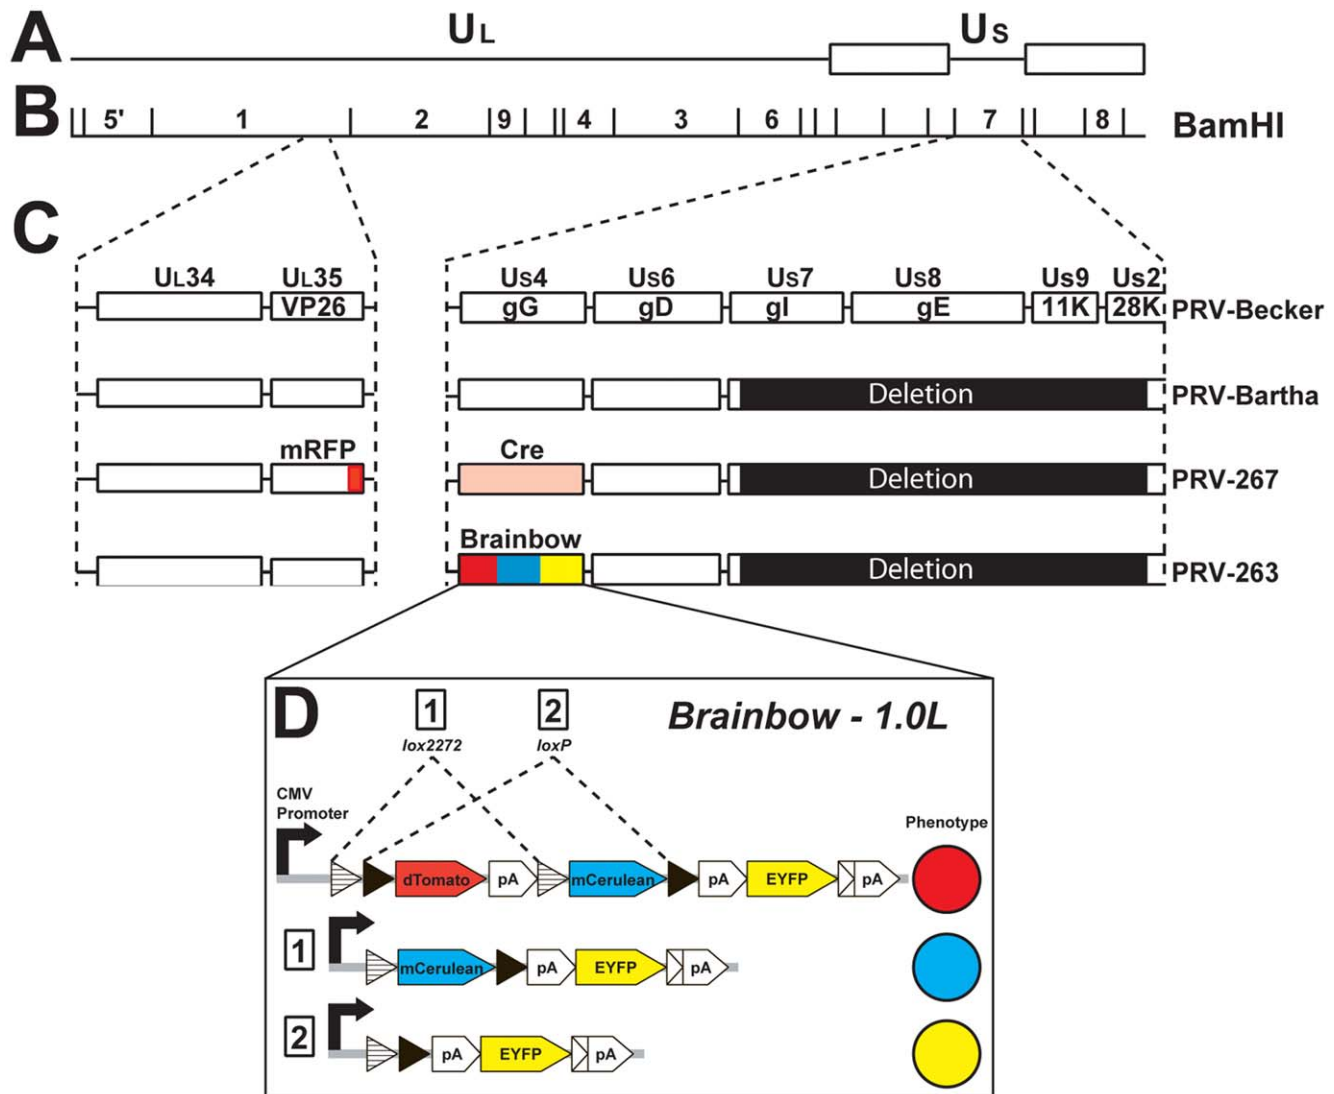 A
UL
US
B
5' 1 2 9 4 3 6 7 8
BamHI
C
UL34 UL35 US4 US6 US7 US8 US9 US2
VP26 gG gD gI gE 11K 28K PRV-Becker
Deletion PRV-Bartha
mRFP Cre
Deletion PRV-267
Brainbow
Deletion PRV-263
D
1 2 Brainbow - 1.0L
lox2272 loxP
CMV
Promoter
Phenotype
dTomato pA mCerulean pA EYFP pA
1
mCerulean pA EYFP pA
2
pA EYFP pA